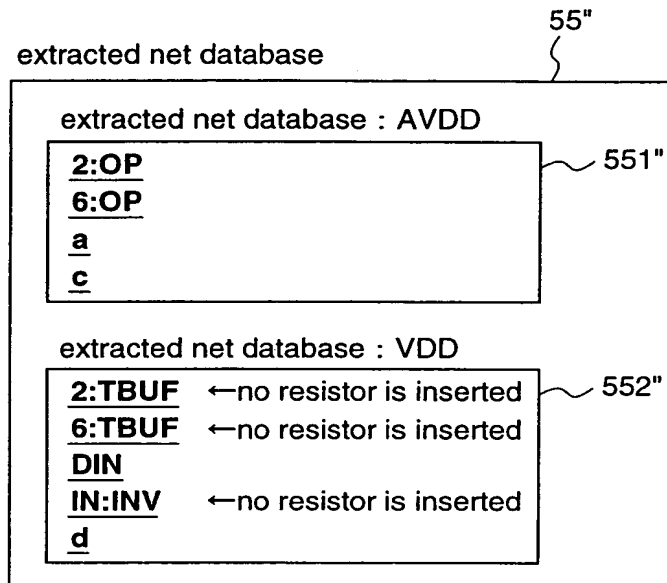 55"
extracted net database
extracted net database : AVDD
551"
2:OP
6:OP
a
c
extracted net database : VDD
2:TBUF ←no resistor is inserted
552"
6:TBUF ←no resistor is inserted
DIN
IN:INV ←no resistor is inserted
d